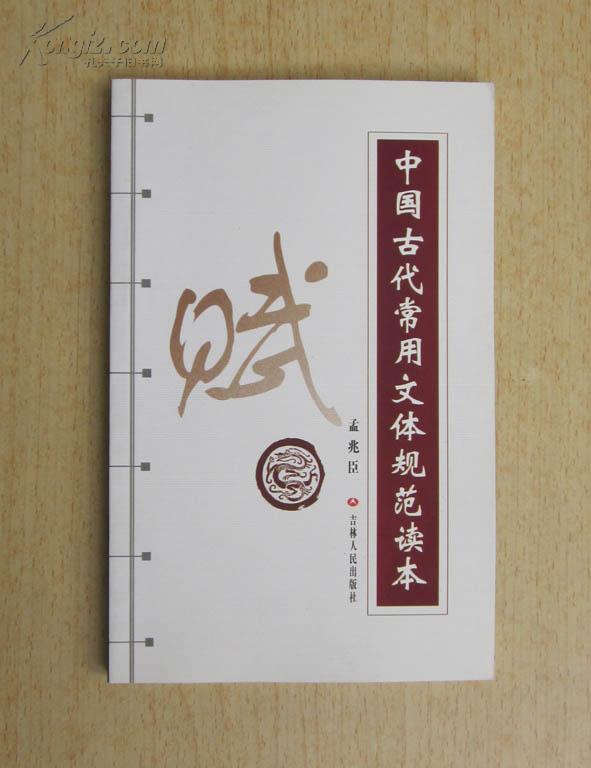 Kongfz.com
孔夫子旧书网
中国古代常用文体规范读本
赋
孟兆臣
吉林人民出版社